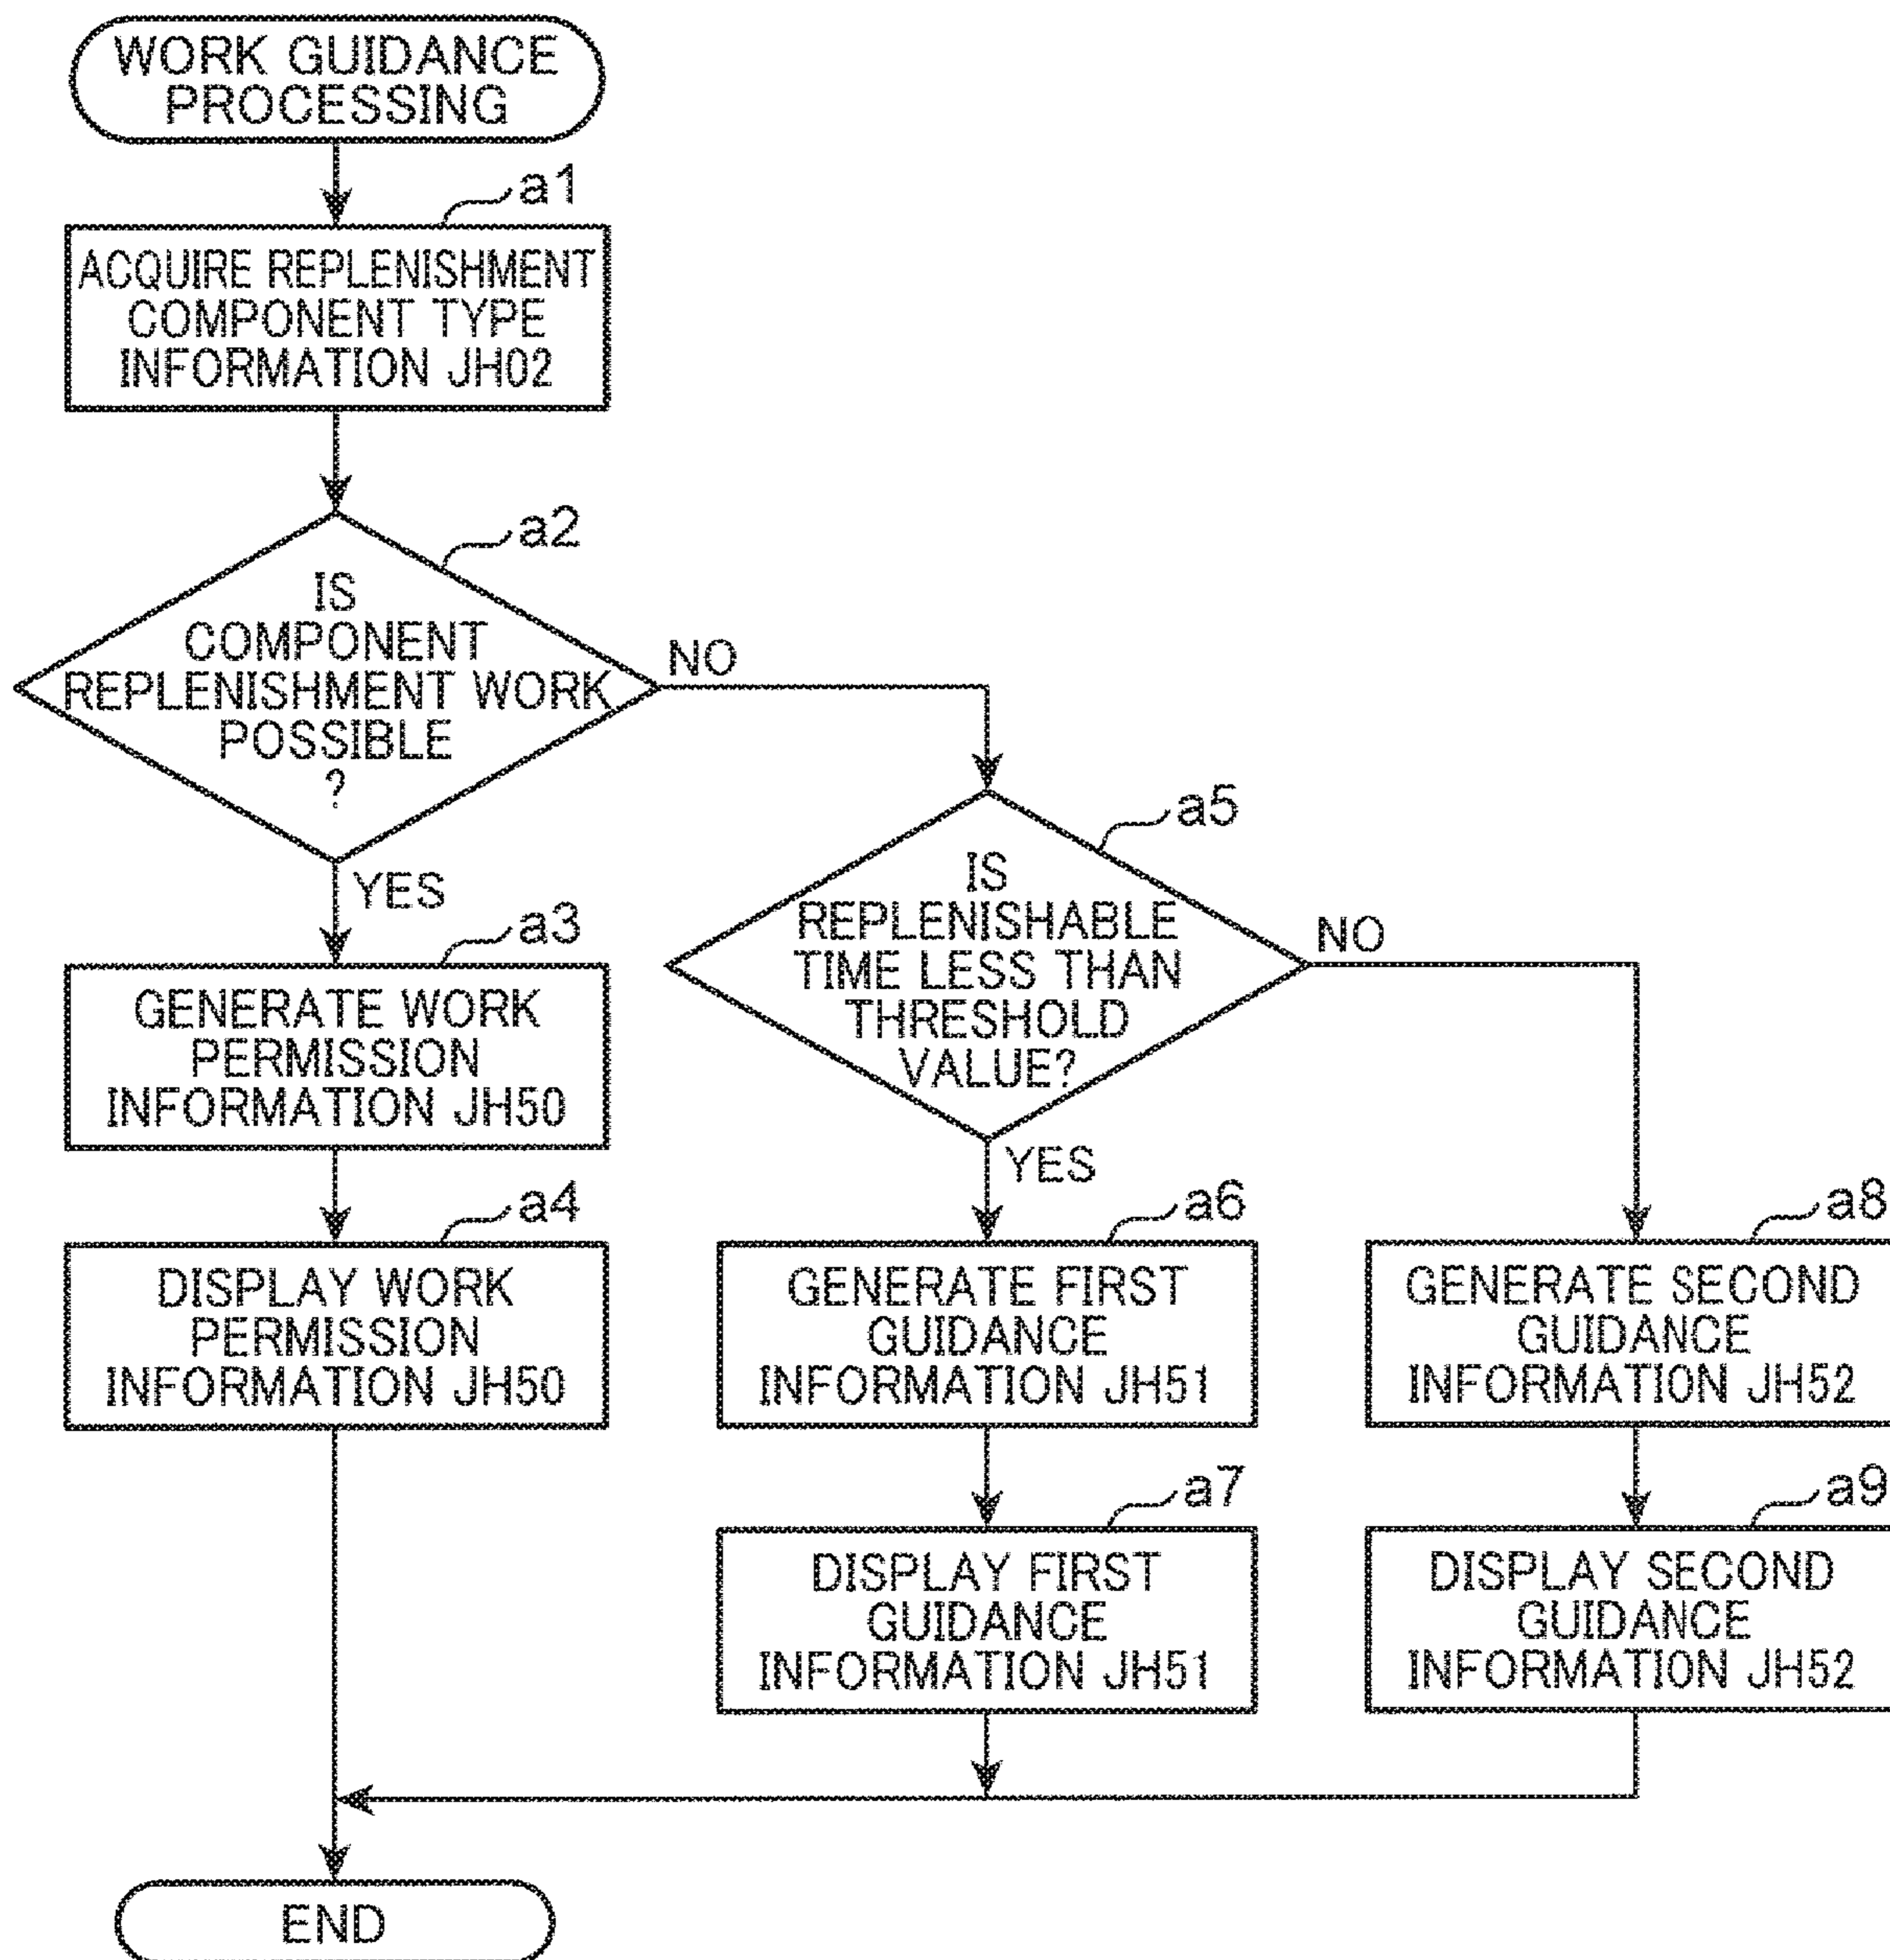 WORK GUIDANCE
PROCESSING
a1
ACQUIRE REPLENISHMENT
COMPONENT TYPE
INFORMATION JH02
a2
IS
COMPONENT
REPLENISHMENT WORK
POSSIBLE
?
NO
YES
a3
GENERATE WORK
PERMISSION
INFORMATION JH50
a4
DISPLAY WORK
PERMISSION
INFORMATION JH50
a5
IS
REPLENISHABLE
TIME LESS THAN
THRESHOLD
VALUE?
NO
YES
a6
GENERATE FIRST
GUIDANCE
INFORMATION JH51
a7
DISPLAY FIRST
GUIDANCE
INFORMATION JH51
a8
GENERATE SECOND
GUIDANCE
INFORMATION JH52
a9
DISPLAY SECOND
GUIDANCE
INFORMATION JH52
END